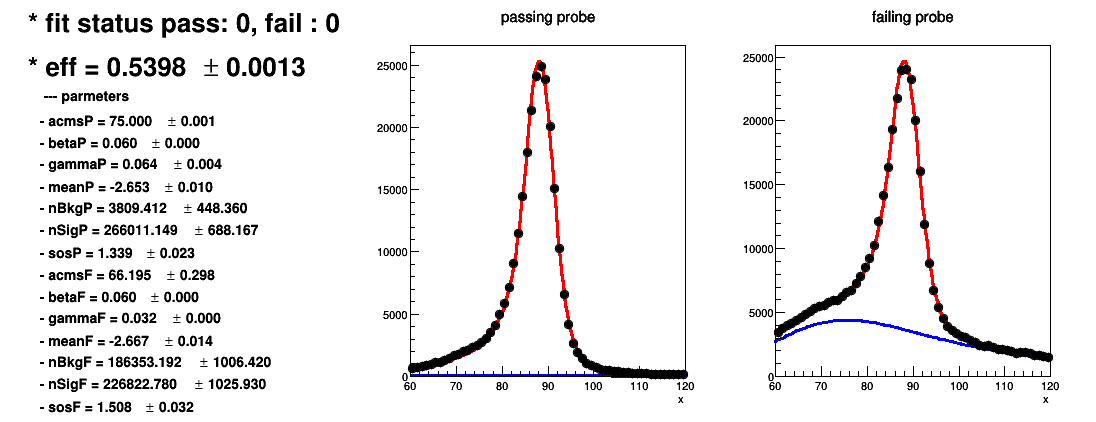 * fit status pass: 0, fail : 0
* eff = 0.5398 ± 0.0013
--- parmeters
- acmsP = 75.000 ± 0.001
- betaP = 0.060 ± 0.000
- gammaP = 0.064 ± 0.004
- meanP = -2.653 ± 0.010
- nBkgP = 3809.412 ± 448.360
- nSigP = 266011.149 ± 688.167
- sosP = 1.339 ± 0.023
- acmsF = 66.195 ± 0.298
- betaF = 0.060 ± 0.000
- gammaF = 0.032 ± 0.000
- meanF = -2.667 ± 0.014
- nBkgF = 186353.192 ± 1006.420
- nSigF = 226822.780 ± 1025.930
- sosF = 1.508 ± 0.032
passing probe
25000
20000
15000
10000
5000
0
60 70 80 90 100 110 120
x
failing probe
25000
20000
15000
10000
5000
0
60 70 80 90 100 110 120
x